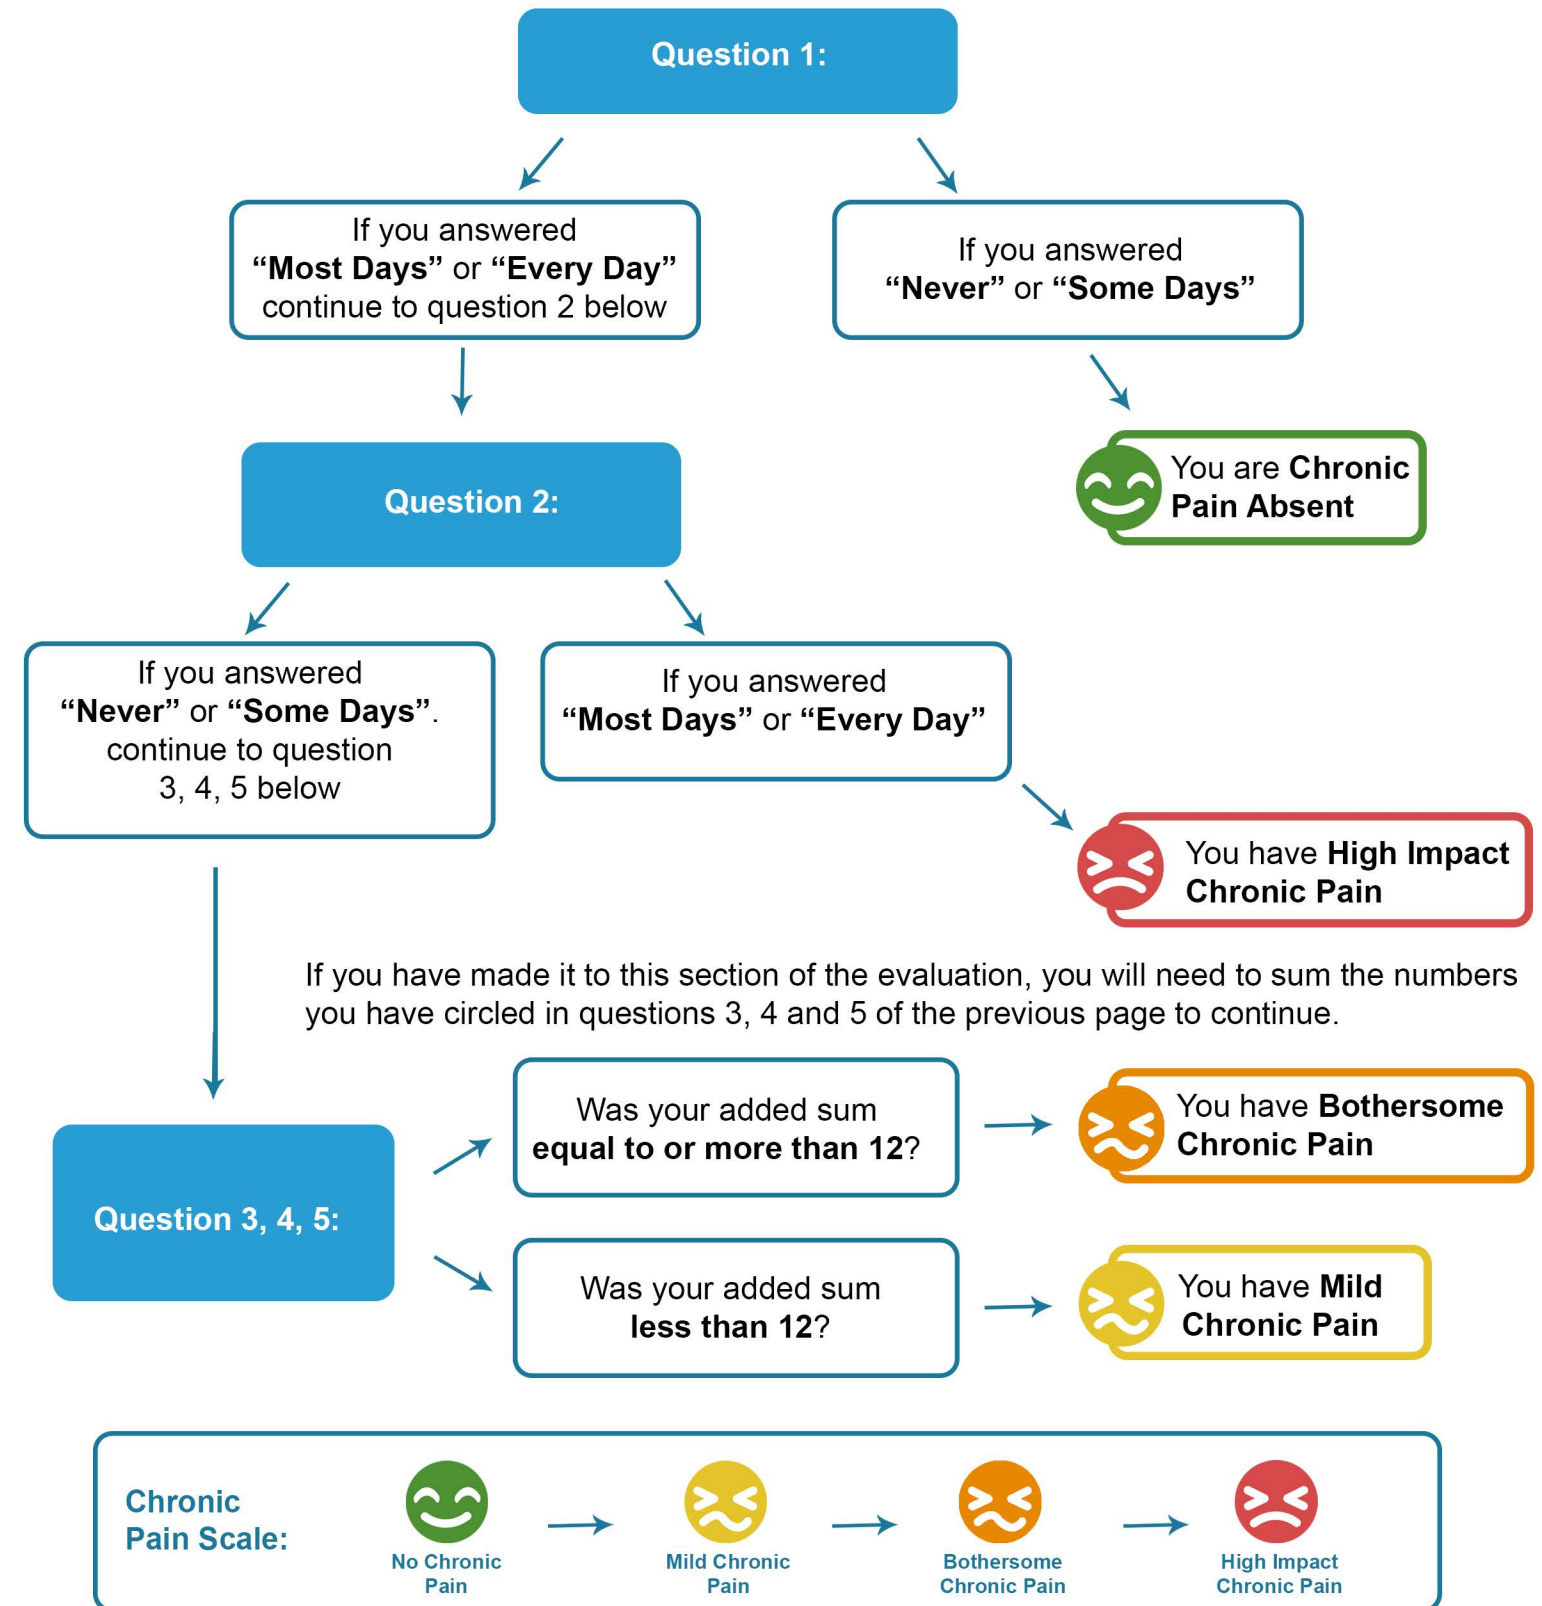 Question 1:
If you answered
“Most Days” or “Every Day”
continue to question 2 below
If you answered
“Never” or “Some Days”
You are Chronic
Pain Absent
Question 2:
If you answered
“Never” or “Some Days”.
continue to question
3, 4, 5 below
If you answered
“Most Days” or “Every Day”
You have High Impact
Chronic Pain
If you have made it to this section of the evaluation, you will need to sum the numbers
you have circled in questions 3, 4 and 5 of the previous page to continue.
Question 3, 4, 5:
Was your added sum
equal to or more than 12?
You have Bothersome
Chronic Pain
Was your added sum
less than 12?
You have Mild
Chronic Pain
Chronic
Pain Scale:
No Chronic
Pain
Mild Chronic
Pain
Bothersome
Chronic Pain
High Impact
Chronic Pain